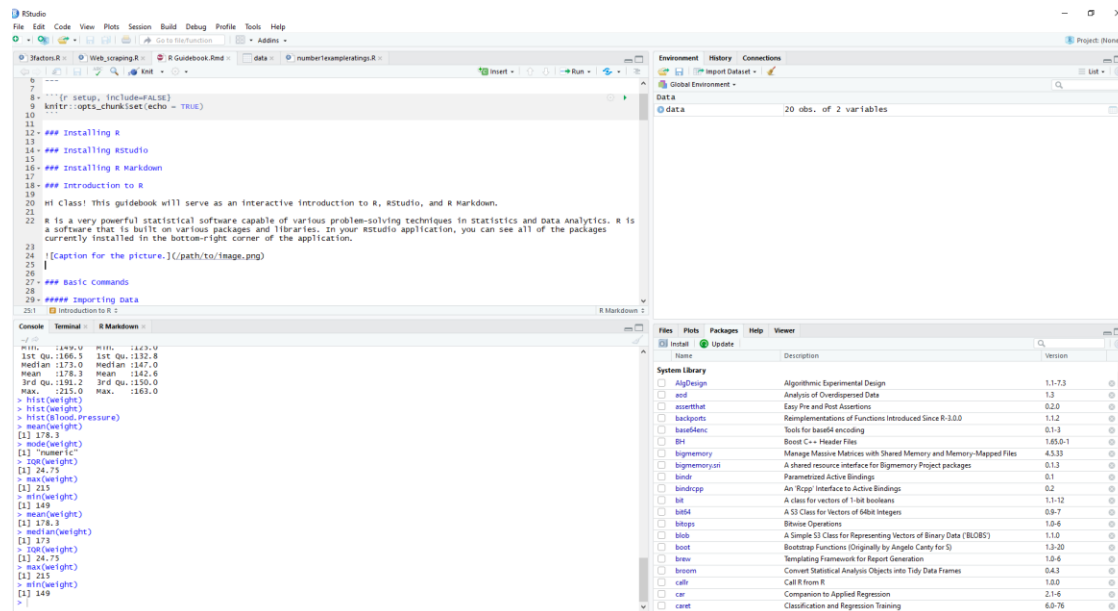 RStudio
File Edit Code View Plots Session Build Debug Profile Tools Help
Go to file/function Addins
Project: (None
3factors.R Web_scraping.R R Guidebook.Rmd data number1exampleratings.R
Knit Insert Run
6 ---
7
8 ```{r setup, include=FALSE}
9 knitr::opts_chunk$set(echo = TRUE)
10 ```
11
12 ### Installing R
13
14 ### Installing RStudio
15
16 ### Installing R Markdown
17
18 ### Introduction to R
19
20 Hi Class! This guidebook will serve as an interactive introduction to R, RStudio, and R Markdown.
21
22 R is a very powerful statistical software capable of various problem-solving techniques in Statistics and Data Analytics. R is
a software that is built on various packages and libraries. In your RStudio application, you can see all of the packages
currently installed in the bottom-right corner of the application.
23
24 ![Caption for the picture.](/path/to/image.png)
25
26
27 ### Basic Commands
28
29 ##### Importing Data
25:1 Introduction to R R Markdown
Console Terminal R Markdown
~/
Min. :149.0 Min. :125.0
1st Qu.:166.5 1st Qu.:132.8
Median :173.0 Median :147.0
Mean :178.3 Mean :142.6
3rd Qu.:191.2 3rd Qu.:150.0
Max. :215.0 Max. :163.0
> hist(Weight)
> hist(Weight)
> hist(Blood.Pressure)
> mean(Weight)
[1] 178.3
> mode(Weight)
[1] "numeric"
> IQR(Weight)
[1] 24.75
> max(Weight)
[1] 215
> min(Weight)
[1] 149
> mean(Weight)
[1] 178.3
> median(Weight)
[1] 173
> IQR(Weight)
[1] 24.75
> max(Weight)
[1] 215
> min(Weight)
[1] 149
>
Environment History Connections
Import Dataset List
Global Environment
Data
data 20 obs. of 2 variables
Files Plots Packages Help Viewer
Install Update
Name Description Version
System Library
AlgDesign Algorithmic Experimental Design 1.1-7.3
aod Analysis of Overdispersed Data 1.3
assertthat Easy Pre and Post Assertions 0.2.0
backports Reimplementations of Functions Introduced Since R-3.0.0 1.1.2
base64enc Tools for base64 encoding 0.1-3
BH Boost C++ Header Files 1.65.0-1
bigmemory Manage Massive Matrices with Shared Memory and Memory-Mapped Files 4.5.33
bigmemory.sri A shared resource interface for Bigmemory Project packages 0.1.3
bindr Parametrized Active Bindings 0.1
bindrcpp An 'Rcpp' Interface to Active Bindings 0.2
bit A class for vectors of 1-bit booleans 1.1-12
bit64 A S3 Class for Vectors of 64bit Integers 0.9-7
bitops Bitwise Operations 1.0-6
blob A Simple S3 Class for Representing Vectors of Binary Data ('BLOBS') 1.1.0
boot Bootstrap Functions (Originally by Angelo Canty for S) 1.3-20
brew Templating Framework for Report Generation 1.0-6
broom Convert Statistical Analysis Objects into Tidy Data Frames 0.4.3
callr Call R from R 1.0.0
car Companion to Applied Regression 2.1-6
caret Classification and Regression Training 6.0-76